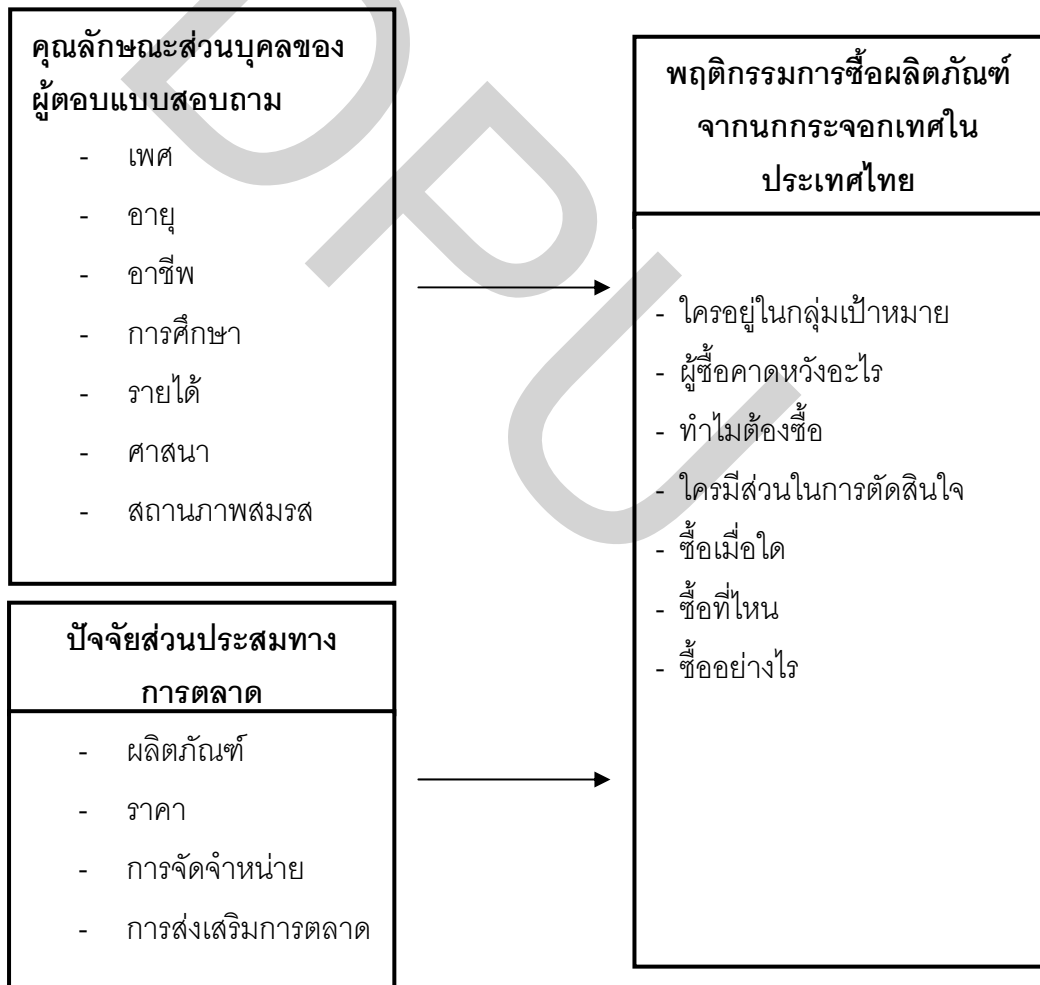 คุณลักษณะส่วนบุคลของ
ผู้ตอบแบบสอบถาม
- เพศ
- อายุ
- อาชีพ
- การศึกษา
- รายได้
- ศาสนา
- สถานภาพสมรส
ปัจจัยส่วนประสมทาง
การตลาด
- ผลิตภัณฑ์
- ราคา
- การจัดจำหน่าย
- การส่งเสริมการตลาด
พฤติกรรมการซื้อผลิตภัณฑ์
จากนกกระจอกเทศใน
ประเทศไทย
- ใครอยู่ในกลุ่มเป้าหมาย
- ผู้ซื้อคาดหวังอะไร
- ทำไมต้องซื้อ
- ใครมีส่วนในการตัดสินใจ
- ซื้อเมื่อใด
- ซื้อที่ไหน
- ซื้ออย่างไร
DPU